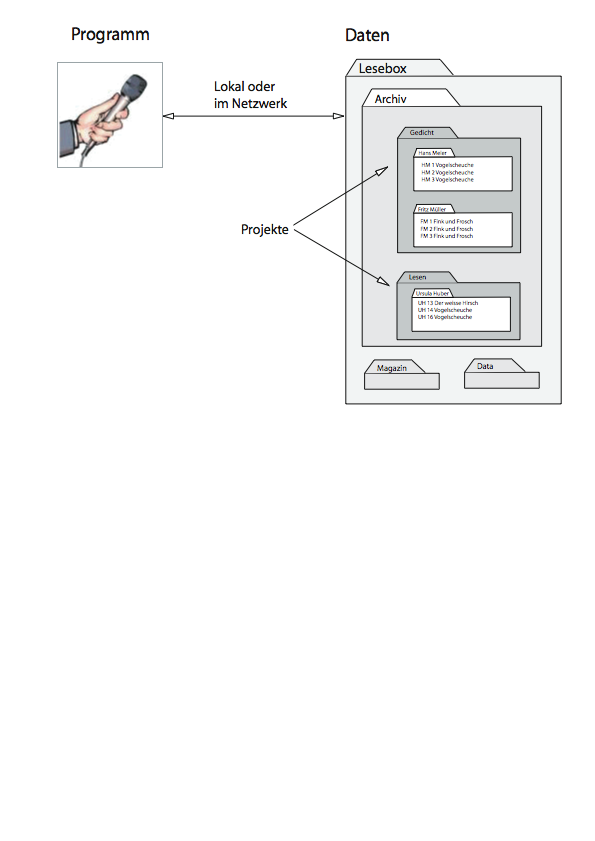 Programm
Daten
Lokal oder
im Netzwerk
Lesebox
Archiv
Gedicht
Hans Meier
HM 1 Vogelscheuche
HM 2 Vogelscheuche
HM 3 Vogelscheuche
Fritz Müller
FM 1 Fink und Frosch
FM 2 Fink und Frosch
FM 3 Fink und Frosch
Projekte
Lesen
Ursula Huber
UH 13 Der weisse Hirsch
UH 14 Vogelscheuche
UH 16 Vogelscheuche
Magazin
Data